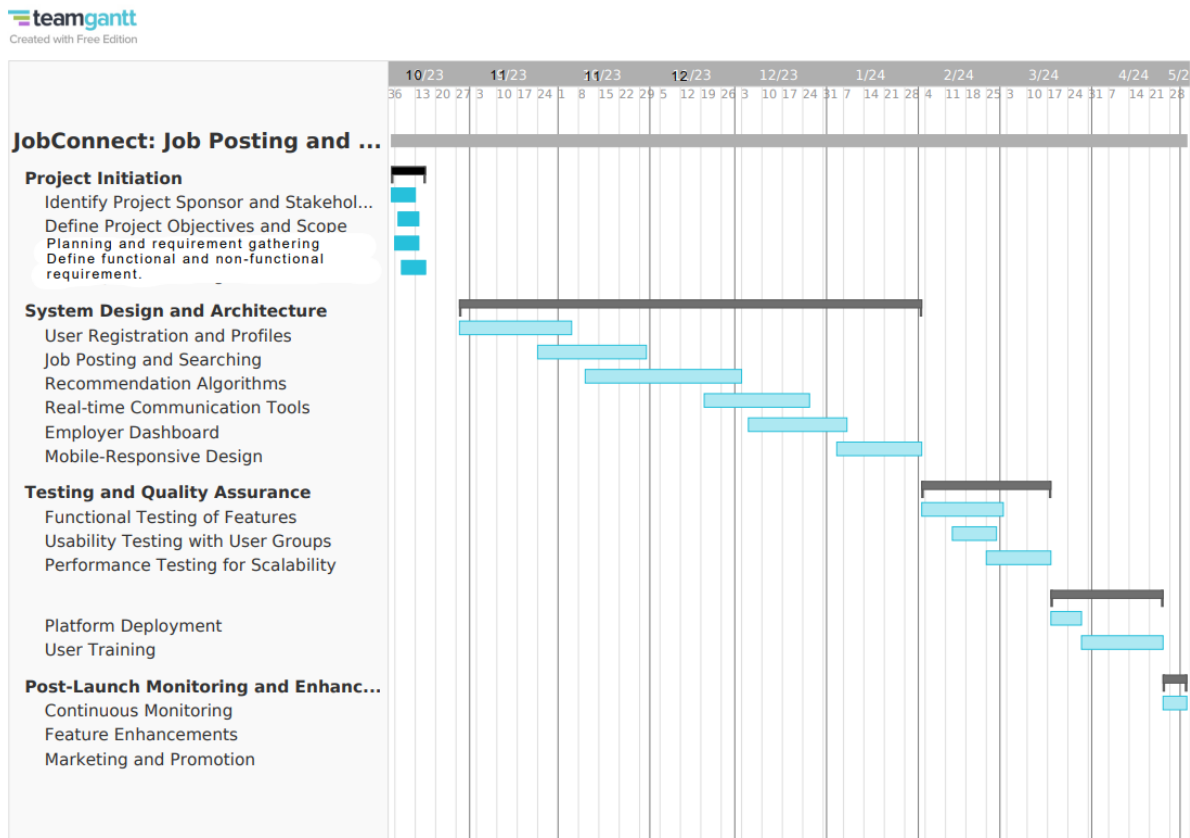 teamgantt
Created with Free Edition
10/23 11/23 11/23 12/23 12/23 1/24 2/24 3/24 4/24 5/2
36 13 20 27 3 10 17 24 1 8 15 22 29 5 12 19 26 3 10 17 24 31 7 14 21 28 4 11 18 25 3 10 17 24 31 7 14 21 28
JobConnect: Job Posting and ...
Project Initiation
Identify Project Sponsor and Stakehol...
Define Project Objectives and Scope
Planning and requirement gathering
Define functional and non-functional
requirement.
System Design and Architecture
User Registration and Profiles
Job Posting and Searching
Recommendation Algorithms
Real-time Communication Tools
Employer Dashboard
Mobile-Responsive Design
Testing and Quality Assurance
Functional Testing of Features
Usability Testing with User Groups
Performance Testing for Scalability
Platform Deployment
User Training
Post-Launch Monitoring and Enhanc...
Continuous Monitoring
Feature Enhancements
Marketing and Promotion